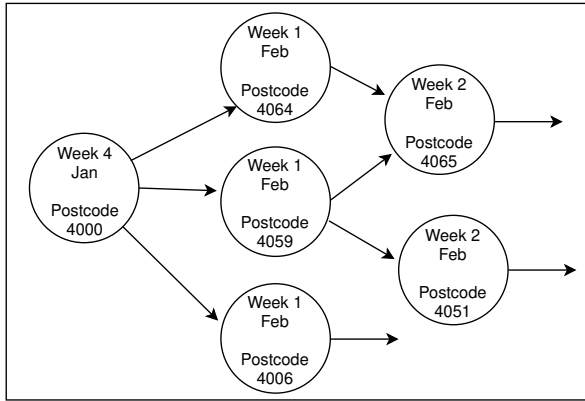 Week 4
Jan
Postcode
4000
Week 1
Feb
Postcode
4064
Week 1
Feb
Postcode
4059
Week 1
Feb
Postcode
4006
Week 2
Feb
Postcode
4065
Week 2
Feb
Postcode
4051